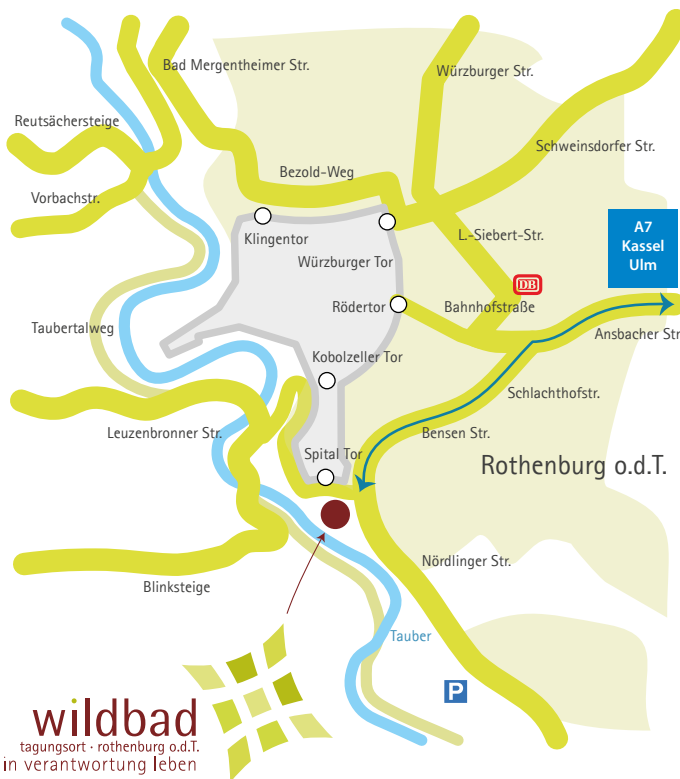 Bad Mergentheimer Str.
Würzburger Str.
Reutsächersteige
Schweinsdorfer Str.
Bezold-Weg
Vorbachstr.
A7
Kassel
Ulm
Klingentor
L.-Siebert-Str.
Würzburger Tor
DB
Rödertor
Bahnhofstraße
Taubertalweg
Ansbacher Str
Kobolzeller Tor
Schlachthofstr.
Leuzenbronner Str.
Bensen Str.
Spital Tor
Rothenburg o.d.T.
Nördlinger Str.
Blinksteige
Tauber
P
wildbad
tagungsort · rothenburg o.d.T.
in verantwortung leben